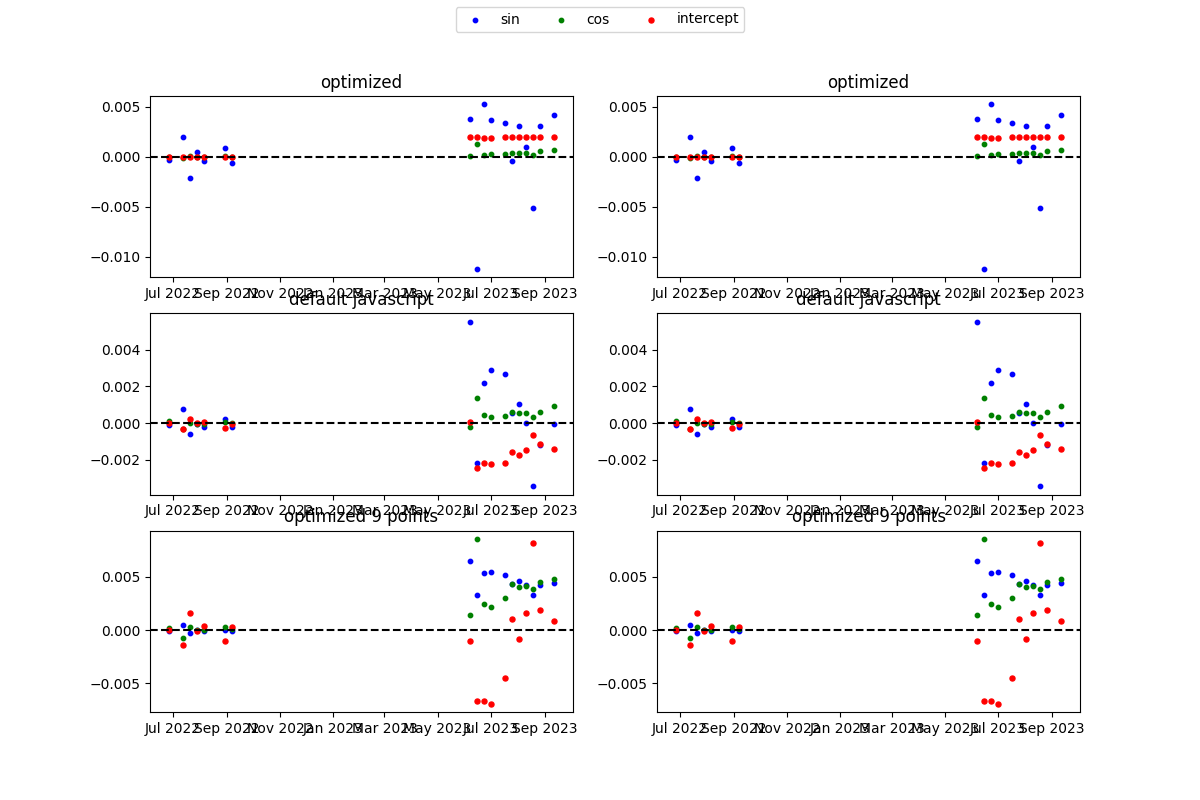 sin cos intercept
optimized optimized
0.005 0.005
0.000 0.000
−0.005 −0.005
−0.010 −0.010
Jul 2022 Sep 2022 Nov 2022 Jan 2023 Mar 2023 May 2023 Jul 2023 Sep 2023 Jul 2022 Sep 2022 Nov 2022 Jan 2023 Mar 2023 May 2023 Jul 2023 Sep 2023
default javascript default javascript
0.004 0.004
0.002 0.002
0.000 0.000
−0.002 −0.002
Jul 2022 Sep 2022 Nov 2022 Jan 2023 Mar 2023 May 2023 Jul 2023 Sep 2023 Jul 2022 Sep 2022 Nov 2022 Jan 2023 Mar 2023 May 2023 Jul 2023 Sep 2023
optimized 9 points optimized 9 points
0.005 0.005
0.000 0.000
−0.005 −0.005
Jul 2022 Sep 2022 Nov 2022 Jan 2023 Mar 2023 May 2023 Jul 2023 Sep 2023 Jul 2022 Sep 2022 Nov 2022 Jan 2023 Mar 2023 May 2023 Jul 2023 Sep 2023